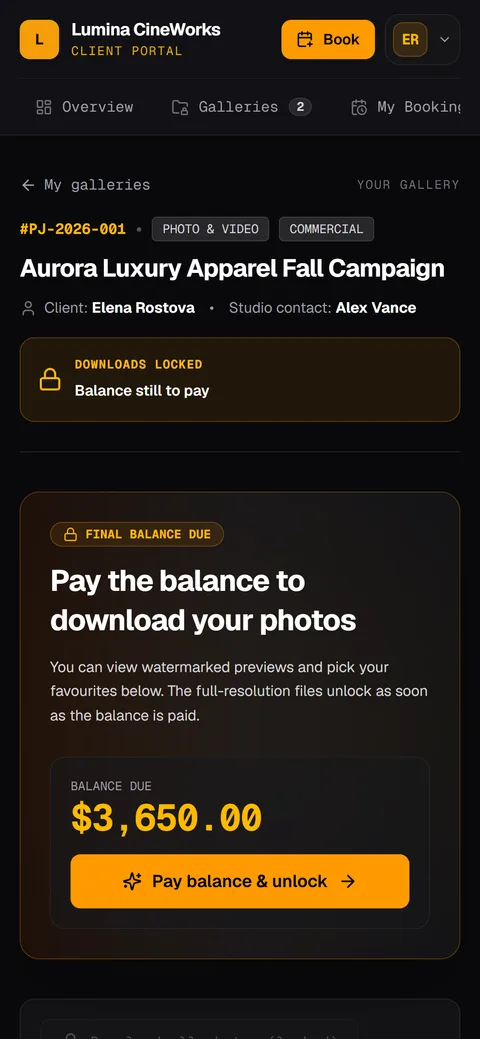 L
Lumina CineWorks
CLIENT PORTAL
Book
ER
Overview
Galleries 2
My Booking
← My galleries
YOUR GALLERY
#PJ-2026-001 • PHOTO & VIDEO COMMERCIAL
Aurora Luxury Apparel Fall Campaign
Client: Elena Rostova • Studio contact: Alex Vance
DOWNLOADS LOCKED
Balance still to pay
FINAL BALANCE DUE
Pay the balance to
download your photos
You can view watermarked previews and pick your
favourites below. The full-resolution files unlock as soon
as the balance is paid.
BALANCE DUE
$3,650.00
Pay balance & unlock →